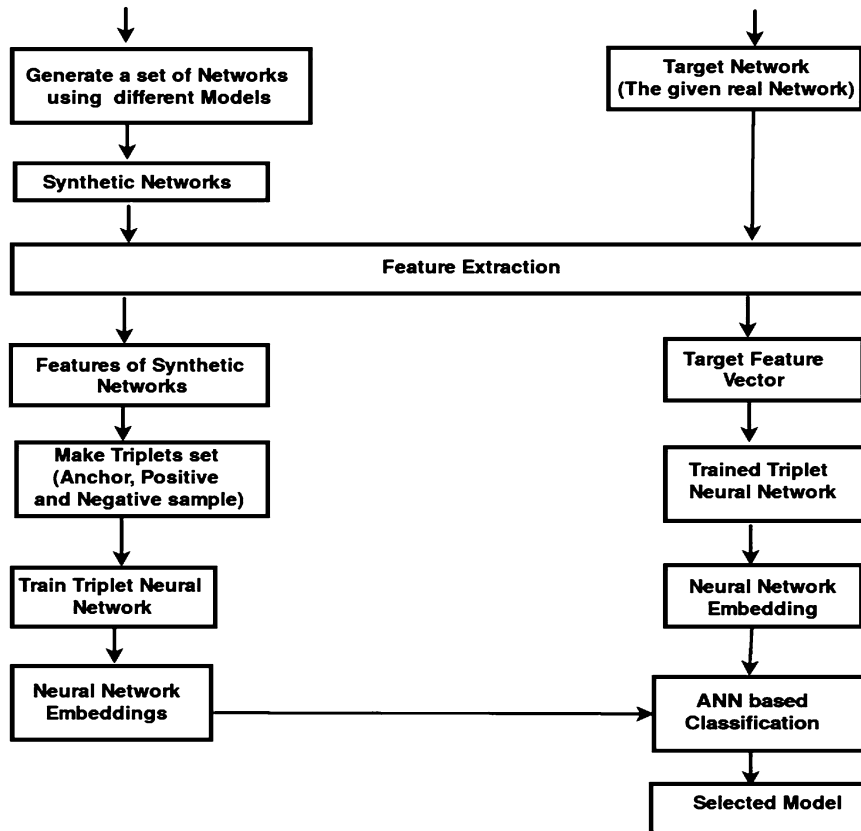 Generate a set of Networks
using different Models
Target Network
(The given real Network)
Synthetic Networks
Feature Extraction
Features of Synthetic
Networks
Target Feature
Vector
Make Triplets set
(Anchor, Positive
and Negative sample)
Trained Triplet
Neural Network
Train Triplet Neural
Network
Neural Network
Embedding
Neural Network
Embeddings
ANN based
Classification
Selected Model